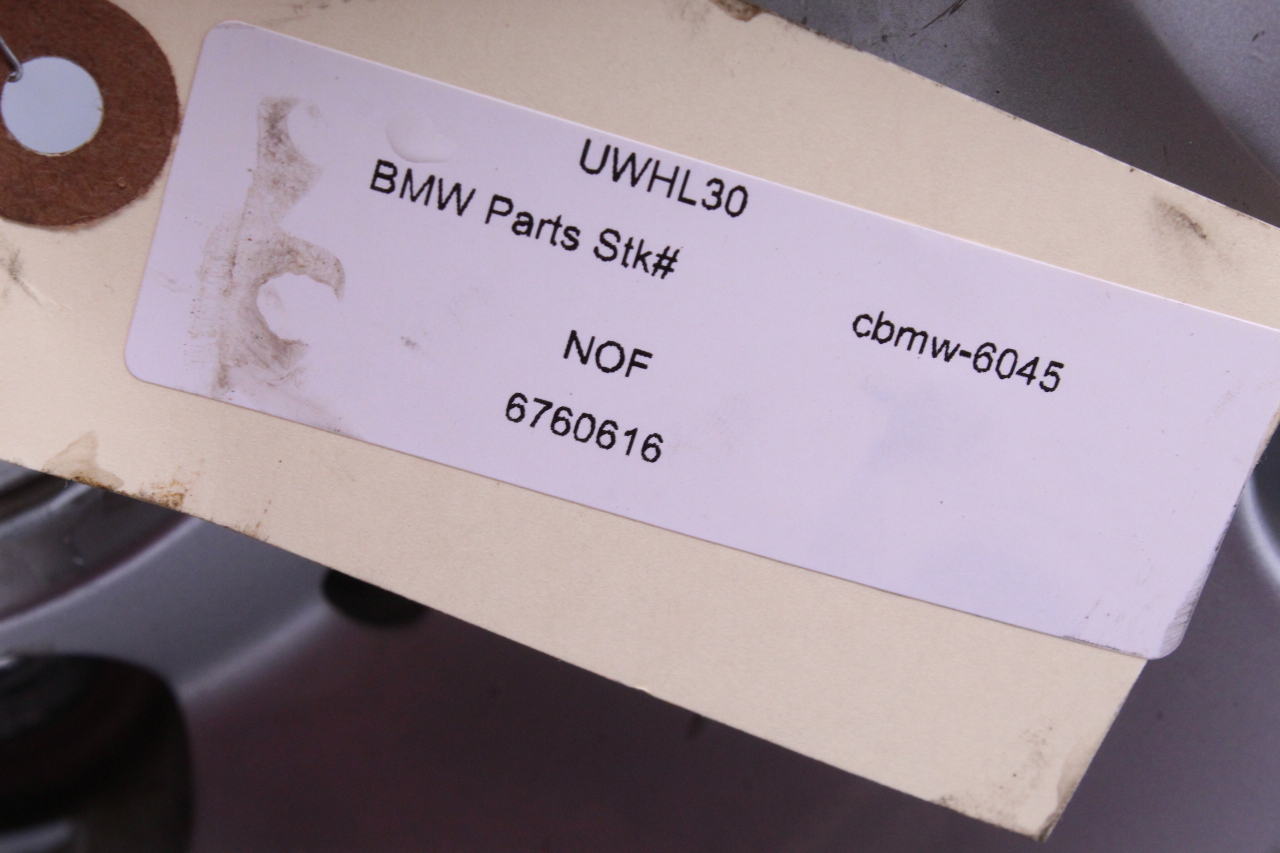 UWHL30
BMW Parts Stk#
cbmw-6045
NOF
6760616